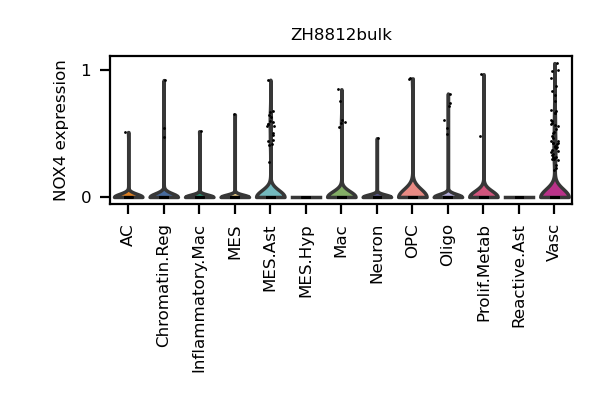 ZH8812bulk
NOX4 expression
1
0
AC
Chromatin.Reg
Inflammatory.Mac
MES
MES.Ast
MES.Hyp
Mac
Neuron
OPC
Oligo
Prolif.Metab
Reactive.Ast
Vasc